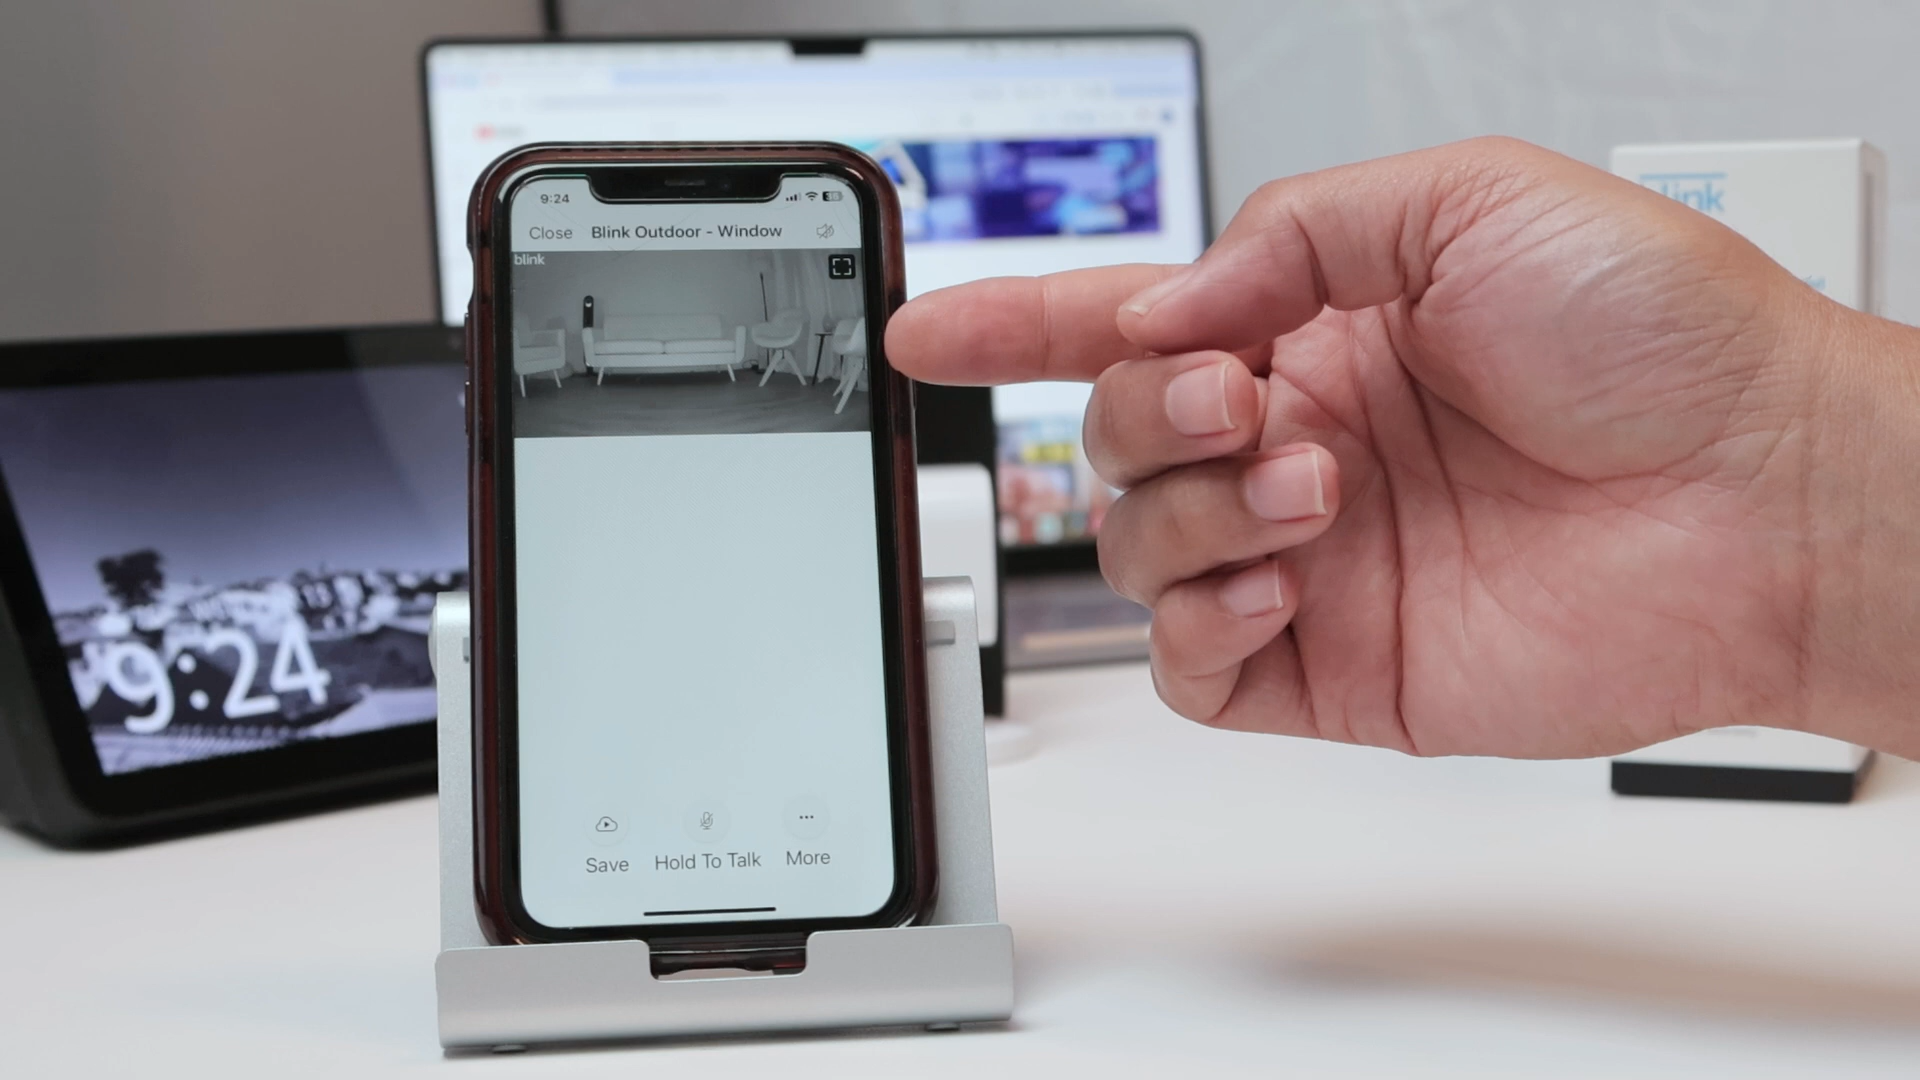 9:24
Close Blink Outdoor - Window
blink
Save Hold To Talk More
9:24
blink